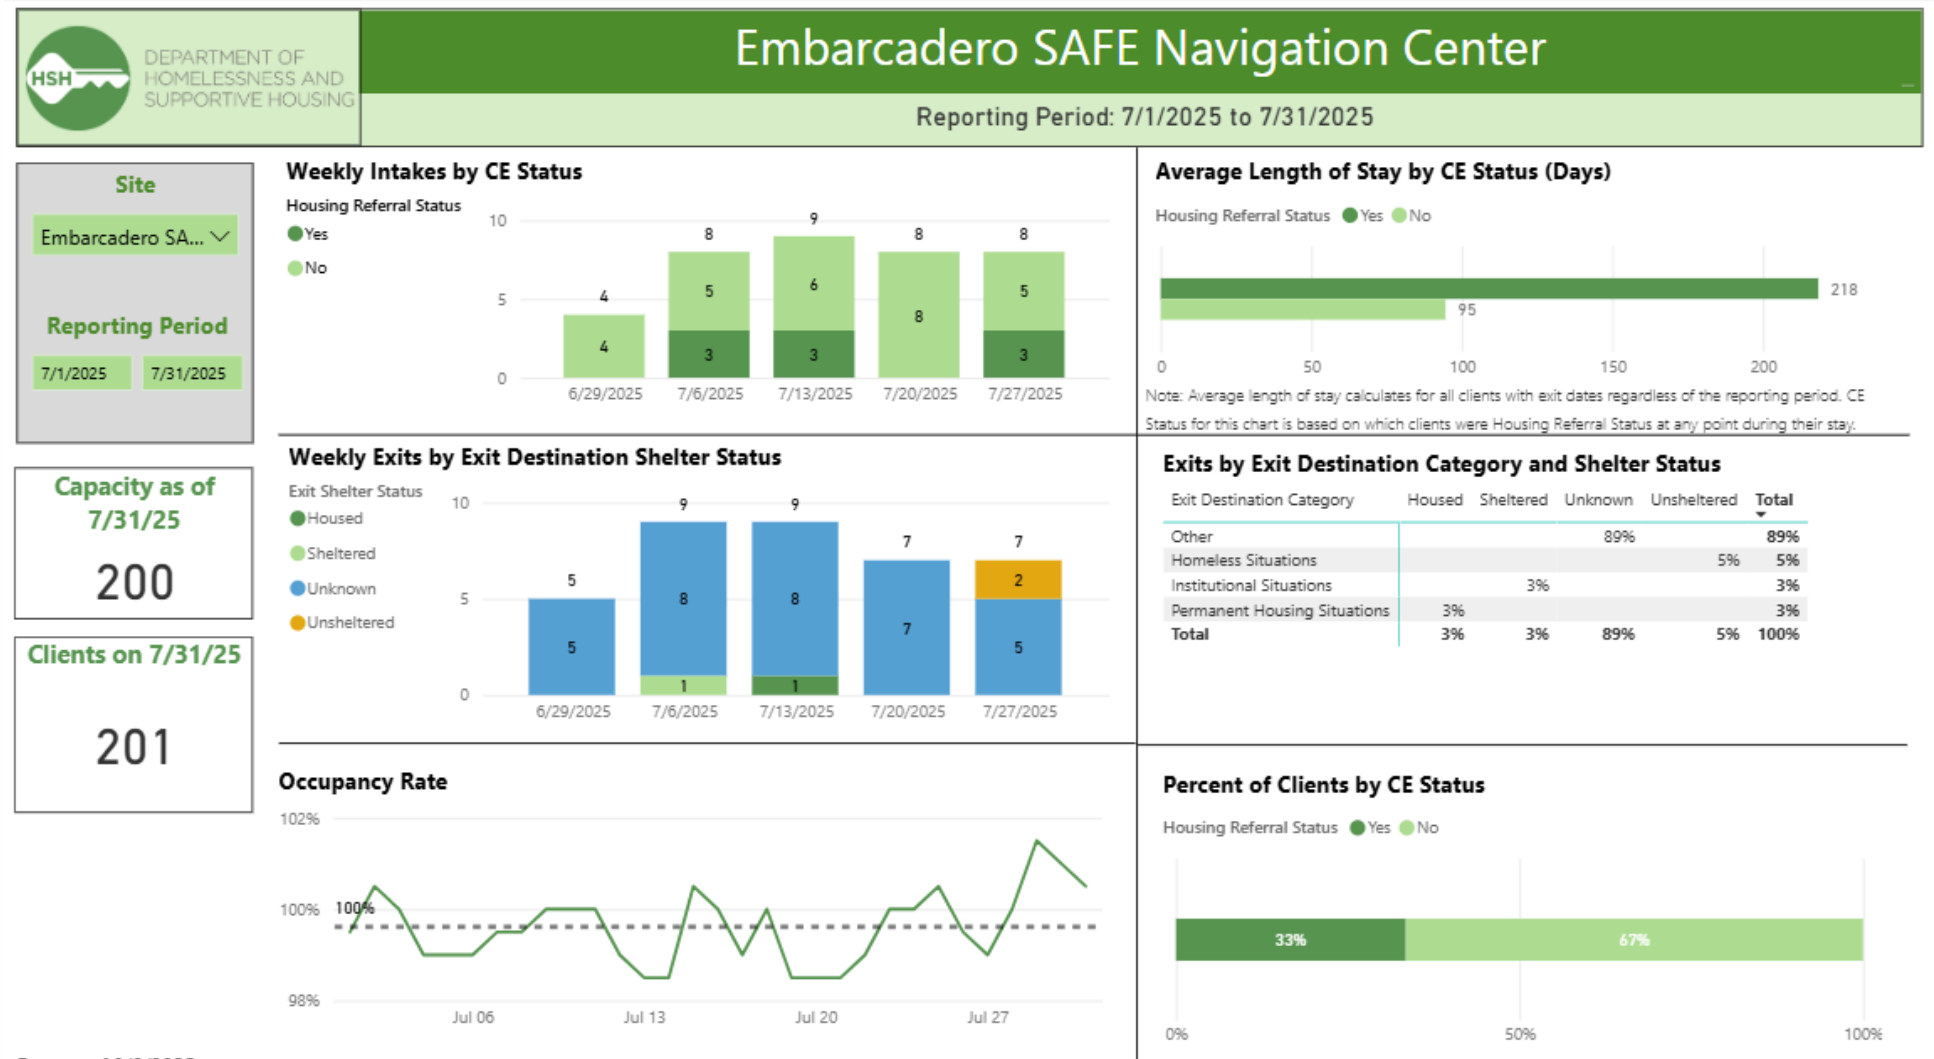 HSH
DEPARTMENT OF
HOMELESSNESS AND
SUPPORTIVE HOUSING
Embarcadero SAFE Navigation Center
Reporting Period: 7/1/2025 to 7/31/2025
Site
Embarcadero SA...
Reporting Period
7/1/2025 7/31/2025
Capacity as of
7/31/25
200
Clients on 7/31/25
201
Weekly Intakes by CE Status
Housing Referral Status
Yes
No
10
5
0
4
4
8
5
3
9
6
3
8
8
8
5
3
6/29/2025 7/6/2025 7/13/2025 7/20/2025 7/27/2025
Average Length of Stay by CE Status (Days)
Housing Referral Status Yes No
218
95
0 50 100 150 200
Note: Average length of stay calculates for all clients with exit dates regardless of the reporting period. CE
Status for this chart is based on which clients were Housing Referral Status at any point during their stay.
Weekly Exits by Exit Destination Shelter Status
Exit Shelter Status
Housed
Sheltered
Unknown
Unsheltered
10
5
0
5
5
9
8
1
9
8
1
7
7
7
2
5
6/29/2025 7/6/2025 7/13/2025 7/20/2025 7/27/2025
Exits by Exit Destination Category and Shelter Status
Exit Destination Category Housed Sheltered Unknown Unsheltered Total
Other 89% 89%
Homeless Situations 5% 5%
Institutional Situations 3% 3%
Permanent Housing Situations 3% 3%
Total 3% 3% 89% 5% 100%
Occupancy Rate
102%
100%
98%
100%
Jul 06 Jul 13 Jul 20 Jul 27
Percent of Clients by CE Status
Housing Referral Status Yes No
33% 67%
0% 50% 100%